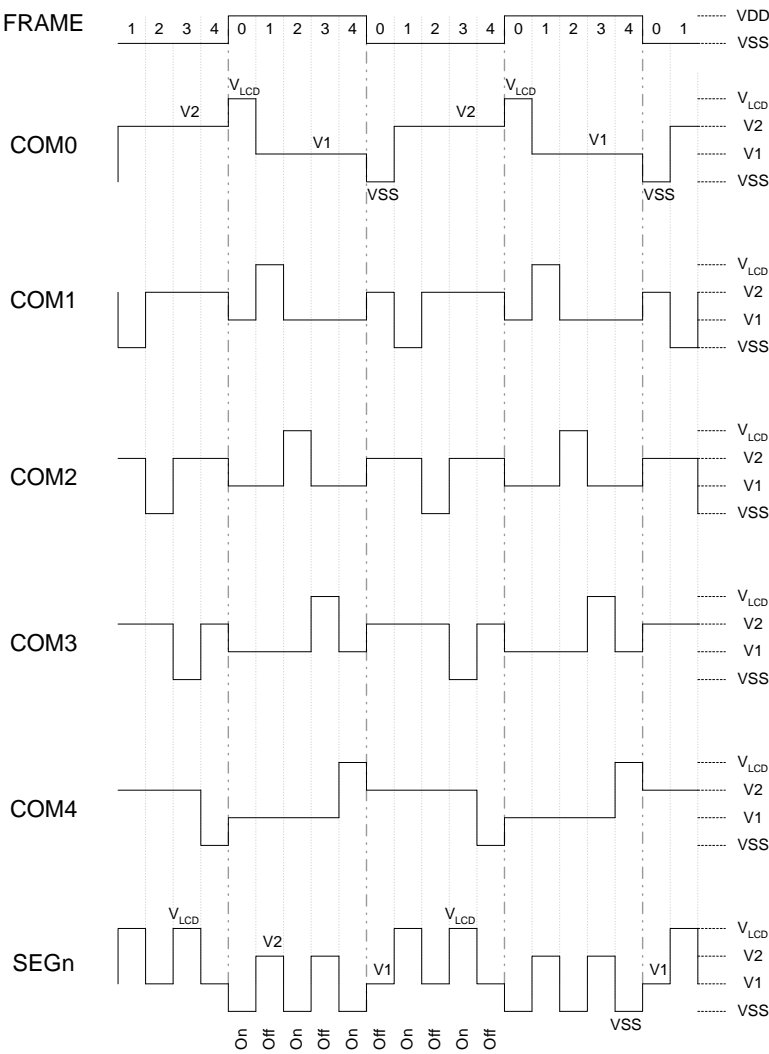 FRAME 1 2 3 4 0 1 2 3 4 0 1 2 3 4 0 1 2 3 4 0 1 VDD
VSS
COM0 V2 VLCD V1 VSS V2 VLCD V1 VSS VLCD
V2
V1
VSS
COM1 VLCD
V2
V1
VSS
COM2 VLCD
V2
V1
VSS
COM3 VLCD
V2
V1
VSS
COM4 VLCD
V2
V1
VSS
SEGn VLCD V2 V1 VLCD VSS V1 VLCD
V2
V1
VSS
On Off On Off On Off On Off On Off